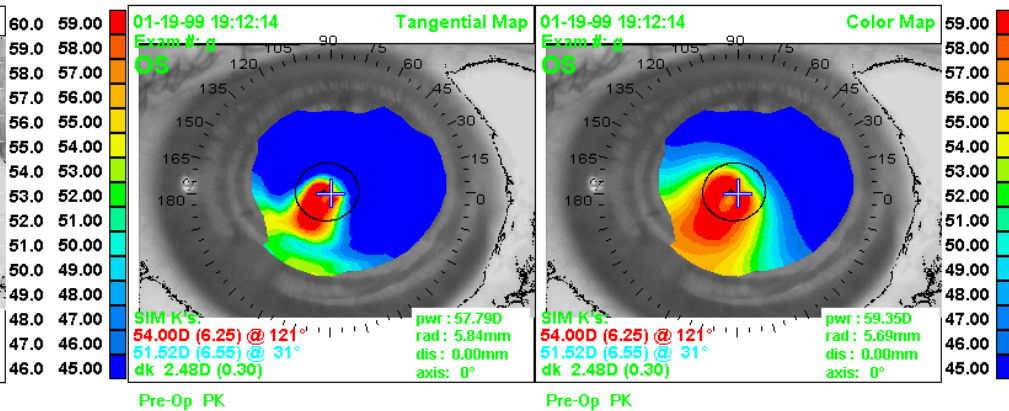 60.0
59.0
58.0
57.0
56.0
55.0
54.0
53.0
52.0
51.0
50.0
49.0
48.0
47.0
46.0
59.00
58.00
57.00
56.00
55.00
54.00
53.00
52.00
51.00
50.00
49.00
48.00
47.00
46.00
45.00
01-19-99 19:12:14 Tangential Map
Exam #: g
OS
105 90 75
120 60
135 45
150 30
165 15
180 0
SIM K's:
54.00D (6.25) @ 121°
51.52D (6.55) @ 31°
dk 2.48D (0.30)
pwr : 57.79D
rad : 5.84mm
dis : 0.00mm
axis: 0°
Pre-Op PK
01-19-99 19:12:14 Color Map
Exam #: g
OS
105 90 75
120 60
135 45
150 30
165 15
180 0
SIM K's:
54.00D (6.25) @ 121°
51.52D (6.55) @ 31°
dk 2.48D (0.30)
pwr : 59.35D
rad : 5.69mm
dis : 0.00mm
axis: 0°
Pre-Op PK
59.00
58.00
57.00
56.00
55.00
54.00
53.00
52.00
51.00
50.00
49.00
48.00
47.00
46.00
45.00